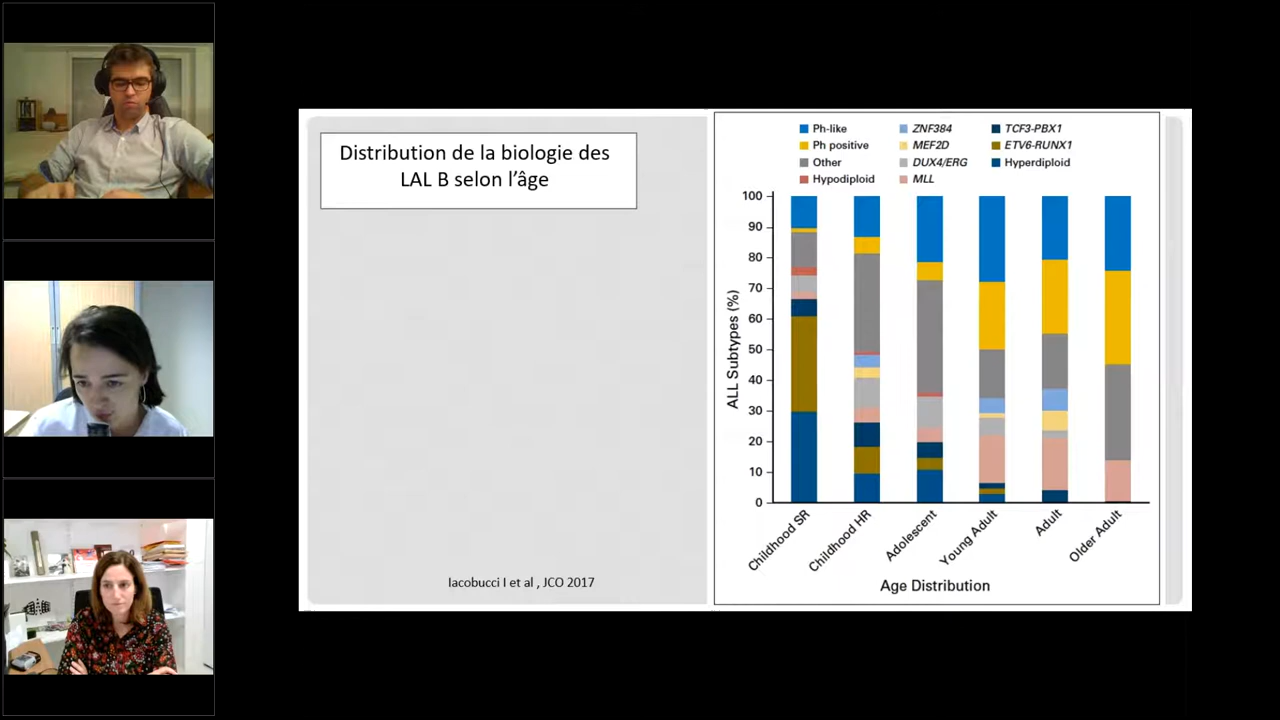 Distribution de la biologie des
LAL B selon l’âge
Iacobucci I et al , JCO 2017
Ph-like
Ph positive
Other
Hypodiploid
ZNF384
MEF2D
DUX4/ERG
MLL
TCF3-PBX1
ETV6-RUNX1
Hyperdiploid
ALL Subtypes (%)
100
90
80
70
60
50
40
30
20
10
0
Childhood SR
Childhood HR
Adolescent
Young Adult
Adult
Older Adult
Age Distribution